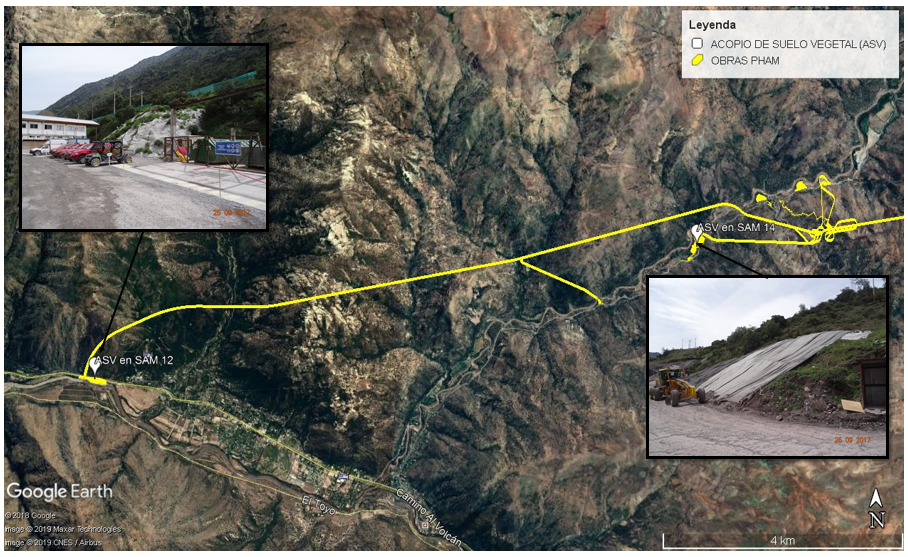 Leyenda
ACOPIO DE SUELO VEGETAL (ASV)
OBRAS PHAM
25 09 2017
ASV en SAM 14
25 09 2017
ASV en SAM 12
El Toyo
Camino Al Volcán
Google Earth
© 2018 Google
Image © 2019 Maxar Technologies
Image © 2019 CNES / Airbus
N
4 km